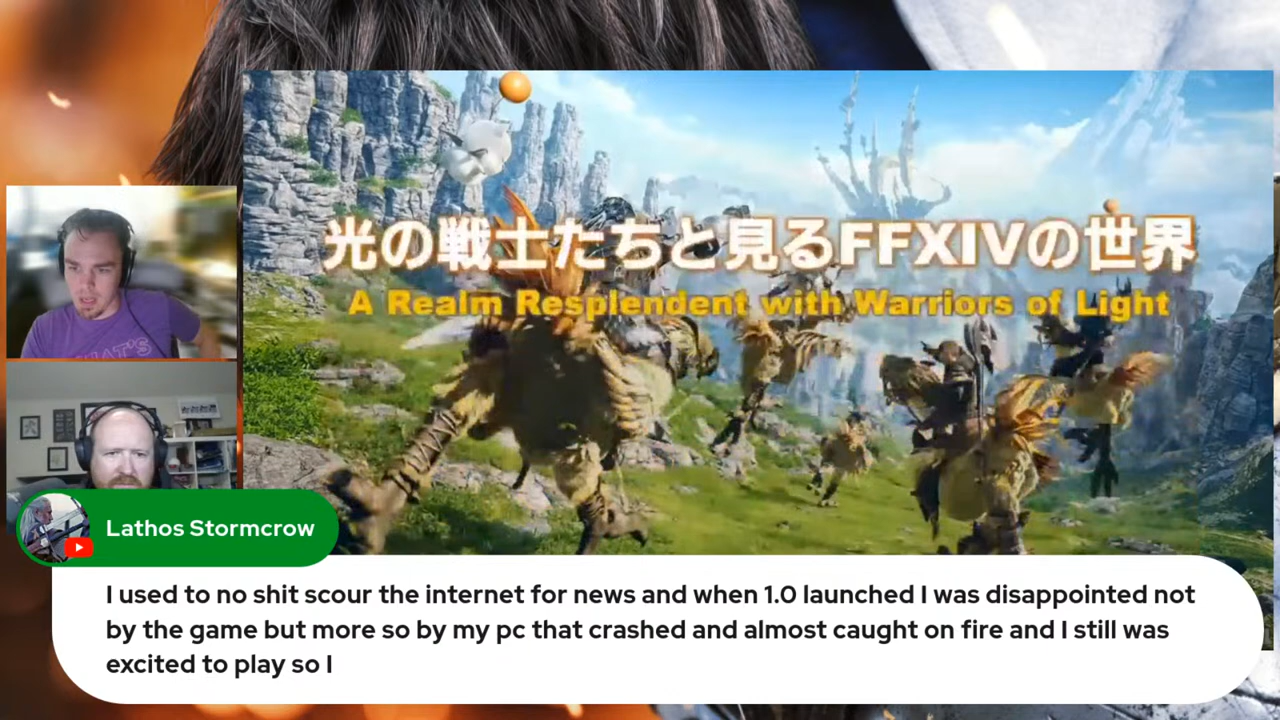 光の戦士たちと見るFFXIVの世界
A Realm Resplendent with Warriors of Light
Lathos Stormcrow
I used to no shit scour the internet for news and when 1.0 launched I was disappointed not
by the game but more so by my pc that crashed and almost caught on fire and I still was
excited to play so I